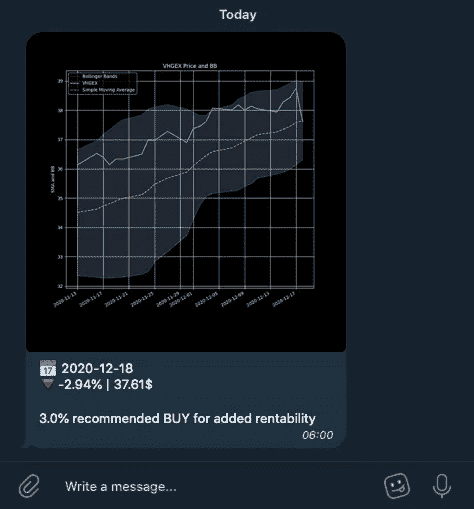 Today
VHGEX Price and BB
Bollinger Bands
VHGEX
Simple Moving Average
39
38
37
36
35
34
33
32
SMA and BB
2020-11-13
2020-11-17
2020-11-21
2020-11-25
2020-11-29
2020-12-01
2020-12-05
2020-12-09
2020-12-13
2020-12-17
17 2020-12-18
-2.94% | 37.61$
3.0% recommended BUY for added rentability
06:00
Write a message...